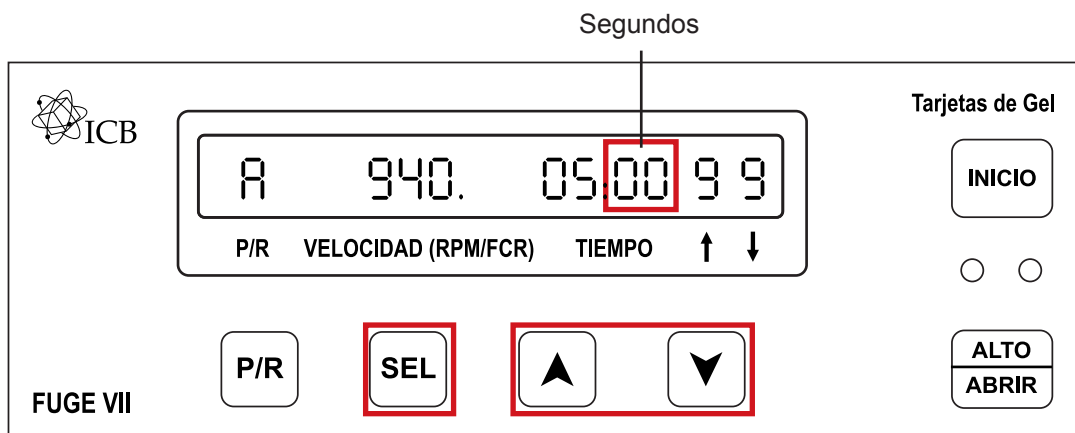 Segundos
ICB
Tarjetas de Gel
A 940. 05:00 9 9
INICIO
P/R VELOCIDAD (RPM/FCR) TIEMPO ↑ ↓
P/R SEL
ALTO
ABRIR
FUGE VII